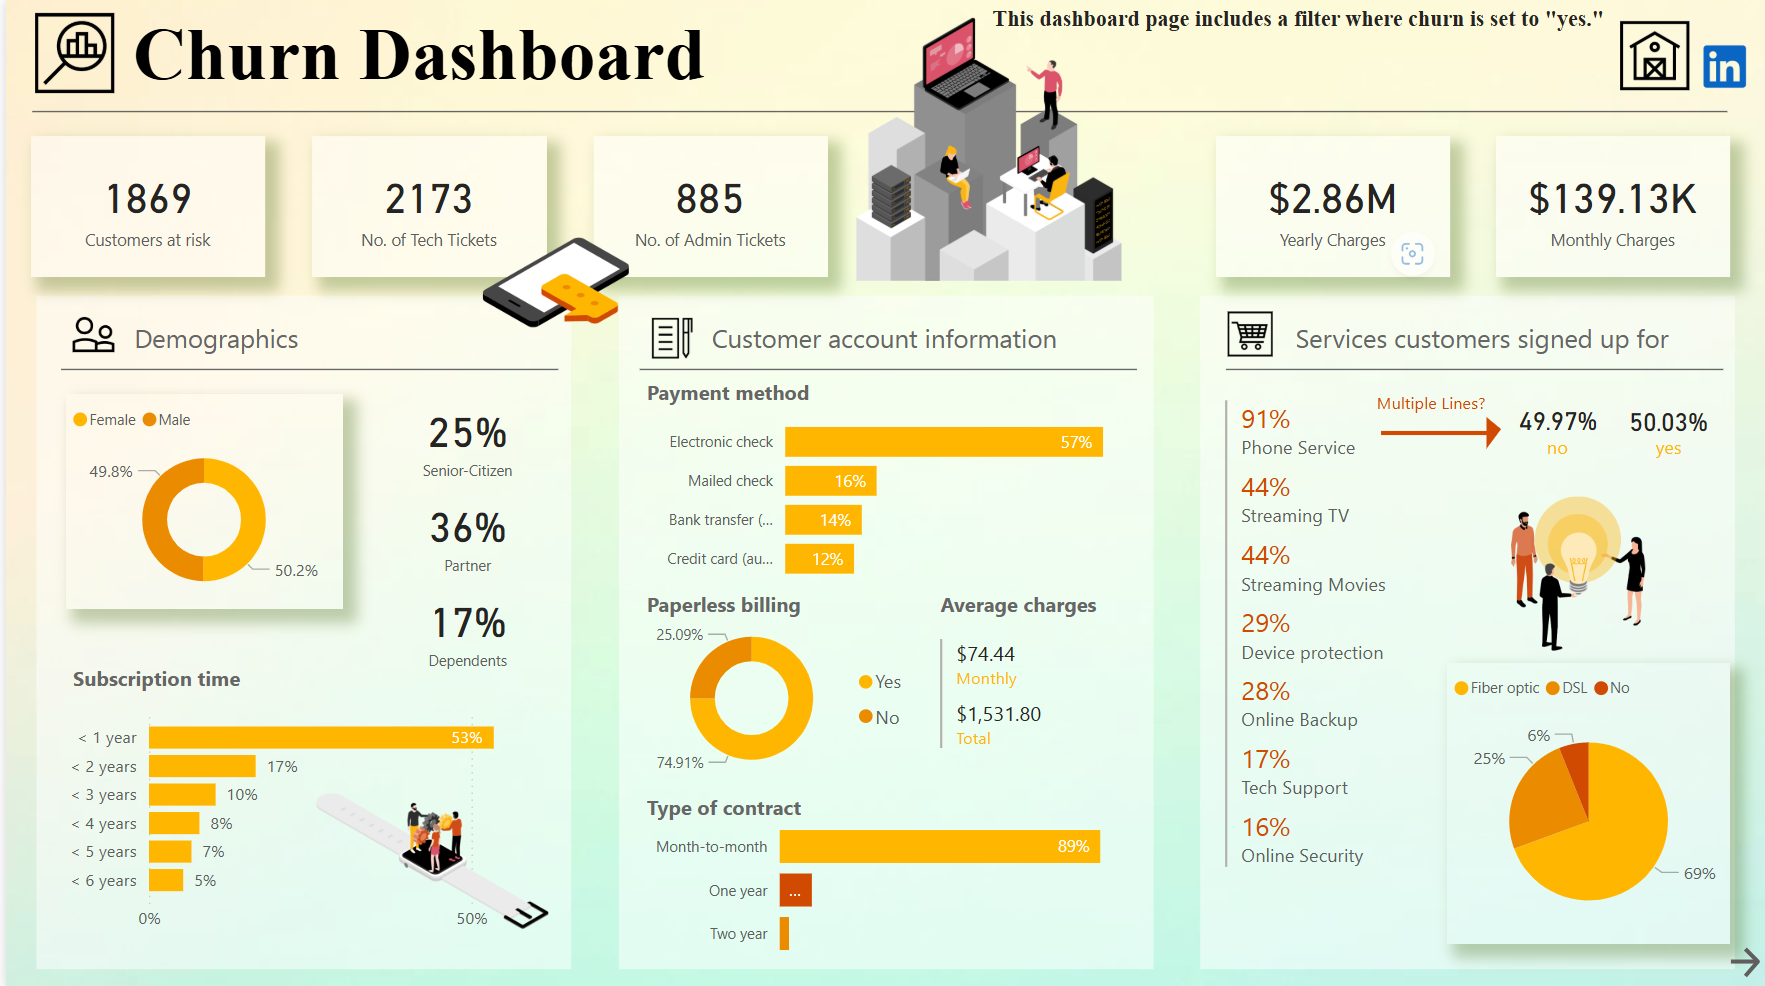 Churn Dashboard
This dashboard page includes a filter where churn is set to "yes."
in
1869
Customers at risk
2173
No. of Tech Tickets
885
No. of Admin Tickets
$2.86M
Yearly Charges
$139.13K
Monthly Charges
Demographics
Female Male
49.8%
50.2%
25%
Senior-Citizen
36%
Partner
17%
Dependents
Subscription time
< 1 year 53%
< 2 years 17%
< 3 years 10%
< 4 years 8%
< 5 years 7%
< 6 years 5%
0% 50%
Customer account information
Payment method
Electronic check 57%
Mailed check 16%
Bank transfer (... 14%
Credit card (au... 12%
Paperless billing
25.09%
74.91%
Yes
No
Average charges
$74.44
Monthly
$1,531.80
Total
Type of contract
Month-to-month 89%
One year ...
Two year
Services customers signed up for
91%
Phone Service
Multiple Lines?
49.97%
no
50.03%
yes
44%
Streaming TV
44%
Streaming Movies
29%
Device protection
28%
Online Backup
17%
Tech Support
16%
Online Security
Fiber optic DSL No
6%
25%
69%